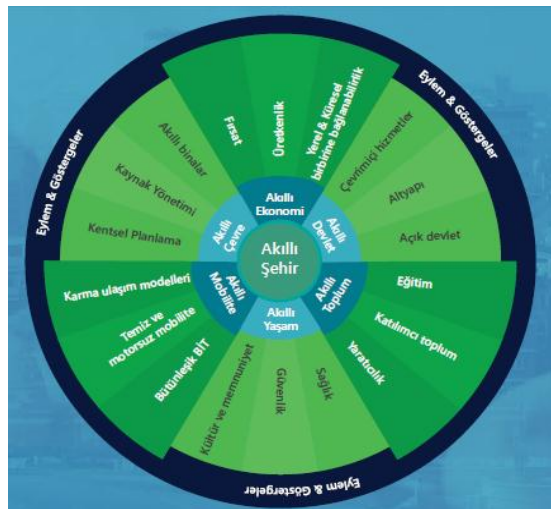 Eylem & Göstergeler
Eylem & Göstergeler
Eylem & Göstergeler
Akıllı
Şehir
Akıllı
Ekonomi
Fırsat
Üretkenlik
Yerel & Küresel
birbirine bağlanabilirlik
Akıllı
Devlet
Çevrimiçi hizmetler
Altyapı
Açık devlet
Akıllı
Toplum
Eğitim
Katılımcı toplum
Yaratıcılık
Akıllı
Yaşam
Sağlık
Güvenlik
Kültür ve memnuniyet
Akıllı
Mobilite
Bütünleşik BİT
Temiz ve
motorsuz mobilite
Karma ulaşım modelleri
Akıllı
Çevre
Kentsel Planlama
Kaynak Yönetimi
Akıllı binalar